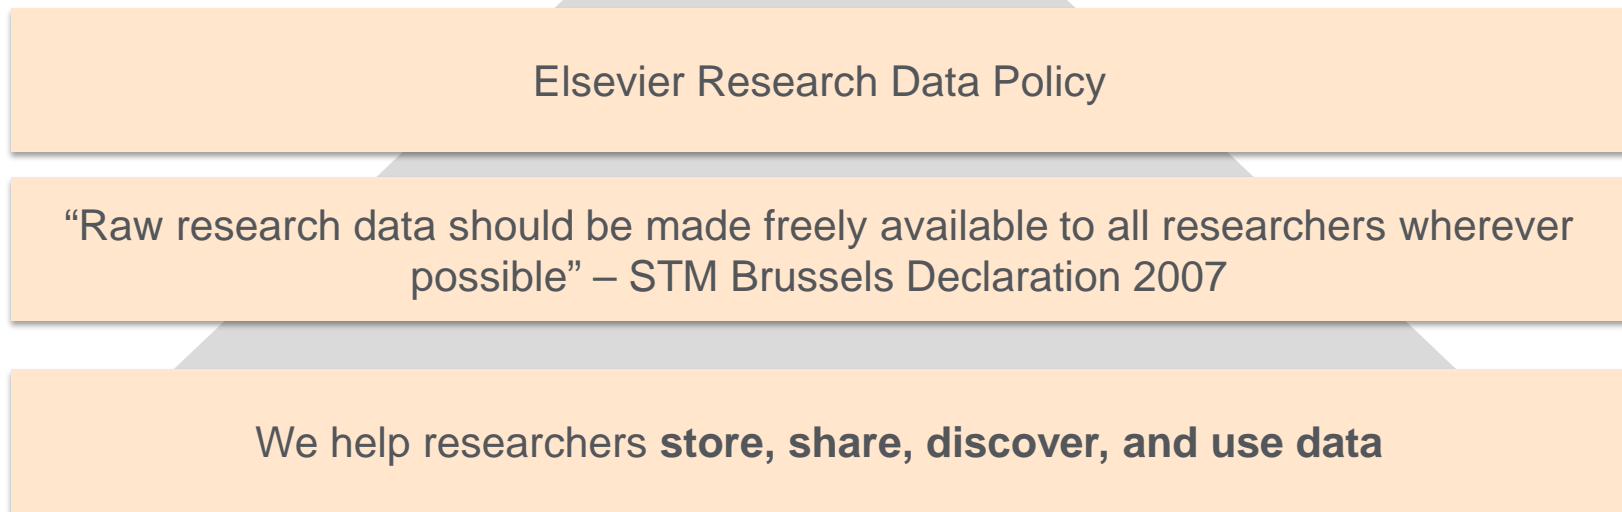 Elsevier Research Data Policy
“Raw research data should be made freely available to all researchers wherever
possible” – STM Brussels Declaration 2007
We help researchers store, share, discover, and use data